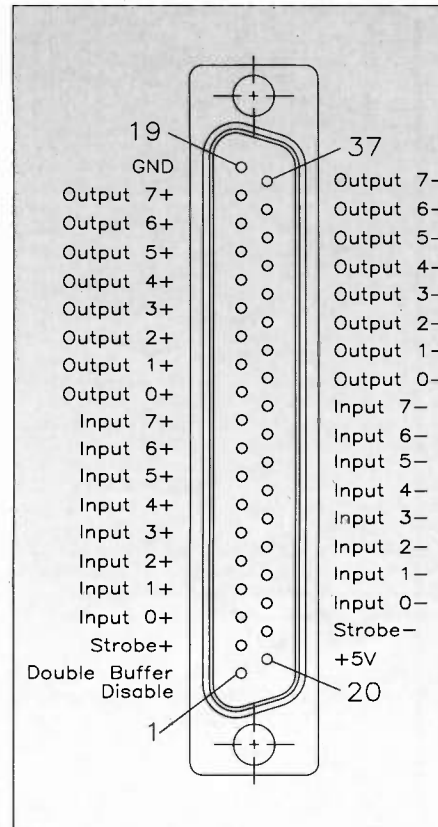 19
37
GND
Output 7+
Output 6+
Output 5+
Output 4+
Output 3+
Output 2+
Output 1+
Output 0+
Input 7+
Input 6+
Input 5+
Input 4+
Input 3+
Input 2+
Input 1+
Input 0+
Strobe+
Double Buffer
Disable
1
Output 7-
Output 6-
Output 5-
Output 4-
Output 3-
Output 2-
Output 1-
Output 0-
Input 7-
Input 6-
Input 5-
Input 4-
Input 3-
Input 2-
Input 1-
Input 0-
Strobe-
+5V
20